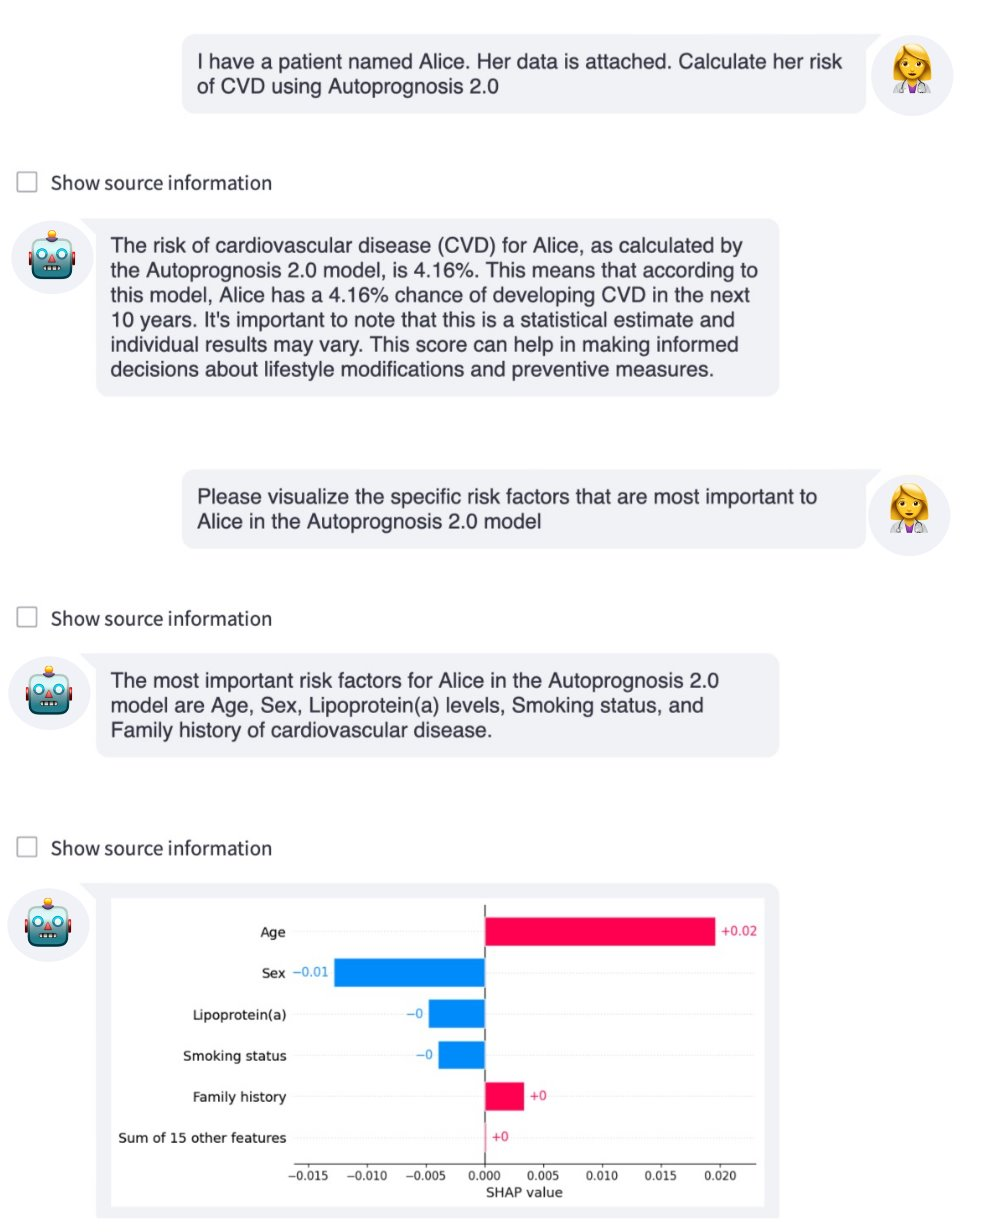 I have a patient named Alice. Her data is attached. Calculate her risk
of CVD using Autoprognosis 2.0
Show source information
The risk of cardiovascular disease (CVD) for Alice, as calculated by
the Autoprognosis 2.0 model, is 4.16%. This means that according to
this model, Alice has a 4.16% chance of developing CVD in the next
10 years. It's important to note that this is a statistical estimate and
individual results may vary. This score can help in making informed
decisions about lifestyle modifications and preventive measures.
Please visualize the specific risk factors that are most important to
Alice in the Autoprognosis 2.0 model
Show source information
The most important risk factors for Alice in the Autoprognosis 2.0
model are Age, Sex, Lipoprotein(a) levels, Smoking status, and
Family history of cardiovascular disease.
Show source information
Age +0.02
Sex −0.01
Lipoprotein(a) −0
Smoking status −0
Family history +0
Sum of 15 other features +0
−0.015 −0.010 −0.005 0.000 0.005 0.010 0.015 0.020
SHAP value